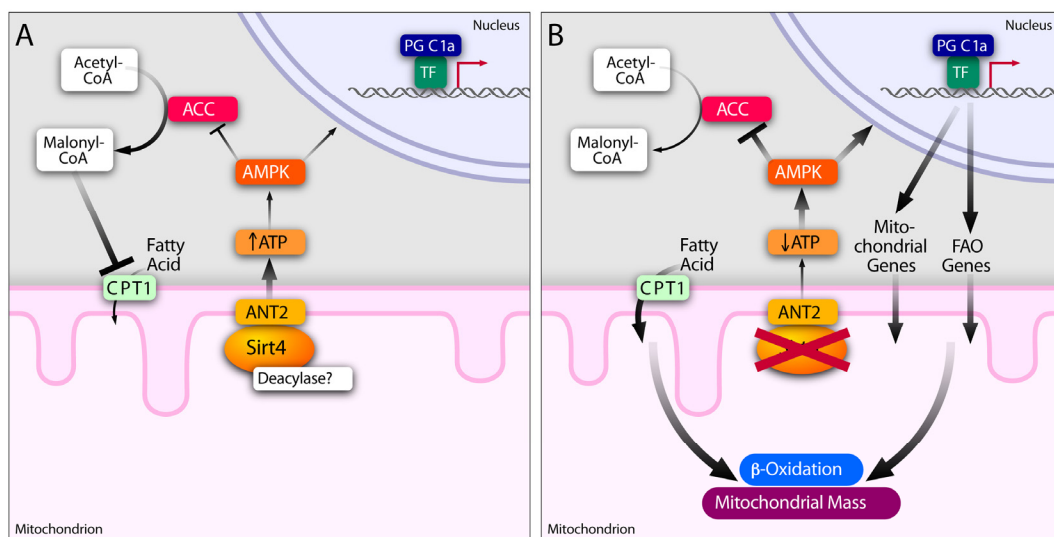 A
Nucleus
PG C1a
TF
Acetyl-
CoA
ACC
Malonyl-
CoA
AMPK
↑ATP
Fatty
Acid
CPT1
ANT2
Sirt4
Deacylase?
Mitochondrion
B
Nucleus
PG C1a
TF
Acetyl-
CoA
ACC
Malonyl-
CoA
AMPK
↓ATP
Mito-
chondrial
Genes
FAO
Genes
Fatty
Acid
CPT1
ANT2
β-Oxidation
Mitochondrial Mass
Mitochondrion